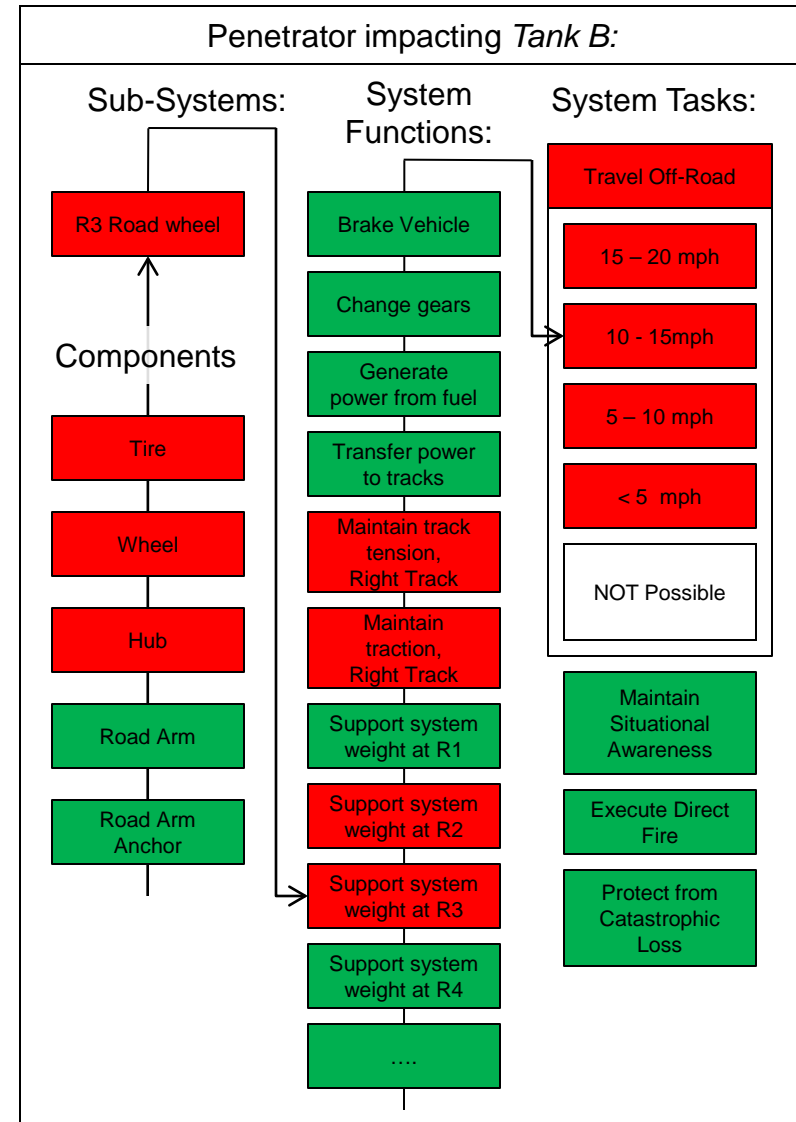 Penetrator impacting Tank B:
Sub-Systems:
R3 Road wheel
Components
Tire
Wheel
Hub
Road Arm
Road Arm
Anchor
System
Functions:
Brake Vehicle
Change gears
Generate
power from fuel
Transfer power
to tracks
Maintain track
tension,
Right Track
Maintain
traction,
Right Track
Support system
weight at R1
Support system
weight at R2
Support system
weight at R3
Support system
weight at R4
....
System Tasks:
Travel Off-Road
15 – 20 mph
10 - 15mph
5 – 10 mph
< 5 mph
NOT Possible
Maintain
Situational
Awareness
Execute Direct
Fire
Protect from
Catastrophic
Loss